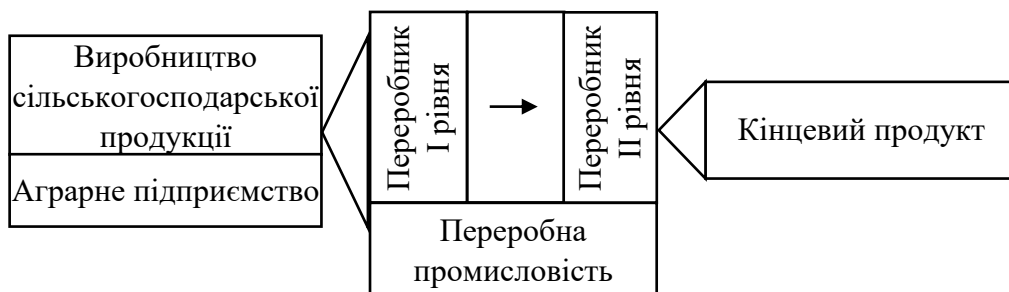 Виробництво
сільськогосподарської
продукції
Аграрне підприємство
Переробник
І рівня
Переробник
ІІ рівня
Переробна
промисловість
Кінцевий продукт